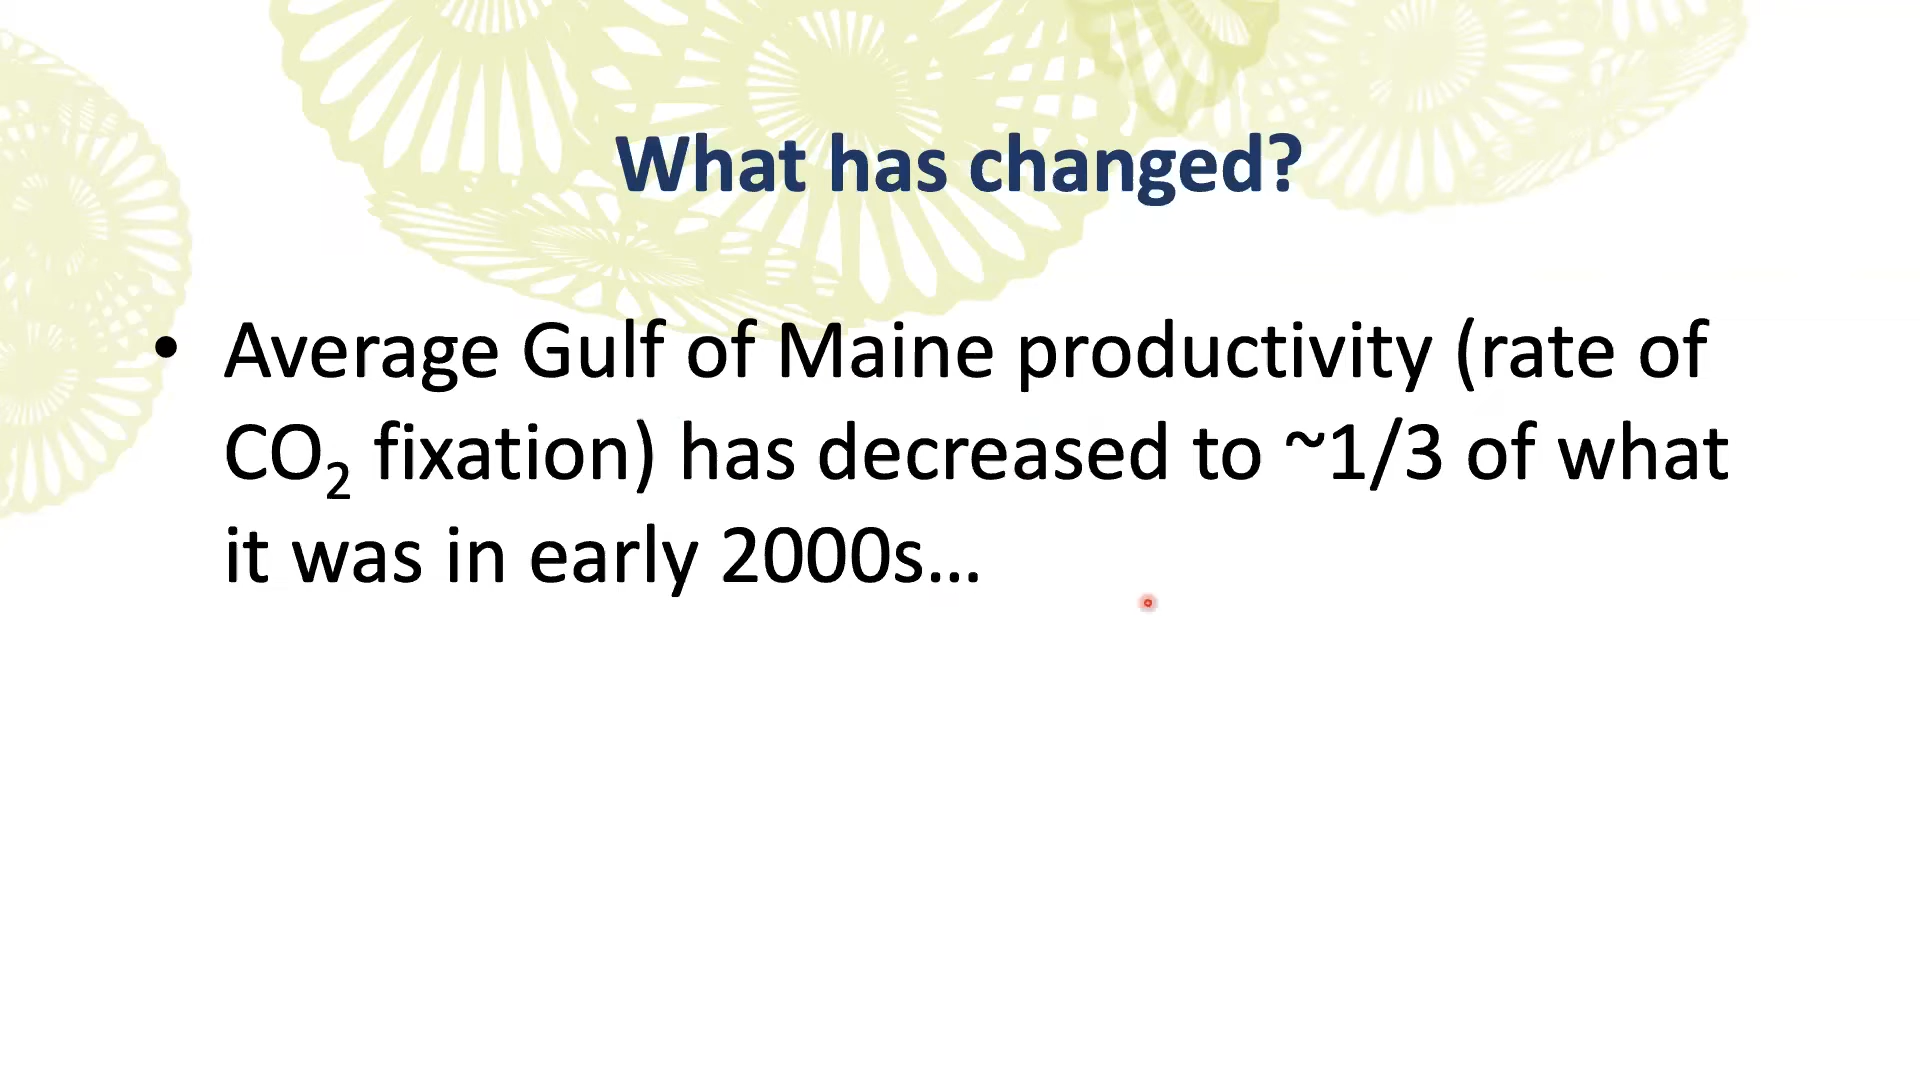 What has changed?
• Average Gulf of Maine productivity (rate of
CO₂ fixation) has decreased to ~1/3 of what
it was in early 2000s...